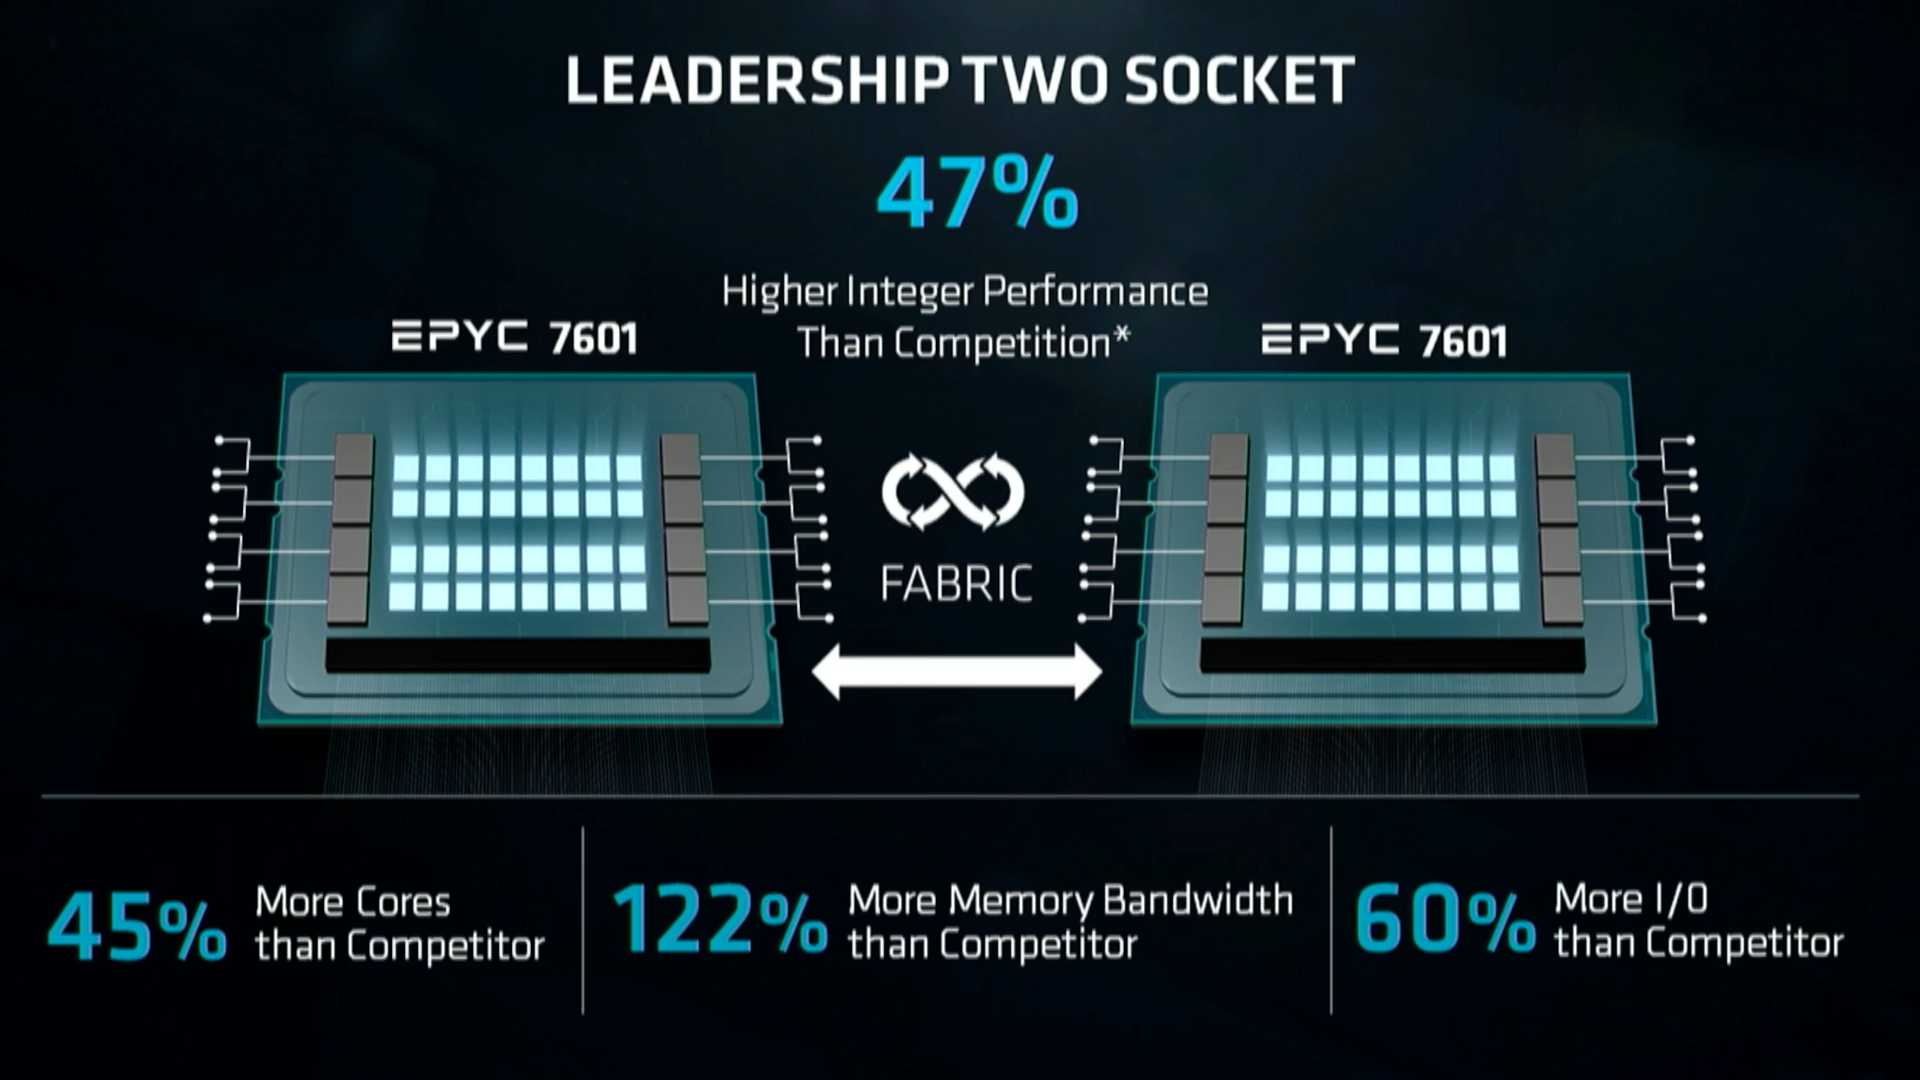 LEADERSHIP TWO SOCKET
47%
Higher Integer Performance
Than Competition*
EPYC 7601
EPYC 7601
FABRIC
45% More Cores
than Competitor
122% More Memory Bandwidth
than Competitor
60% More I/O
than Competitor